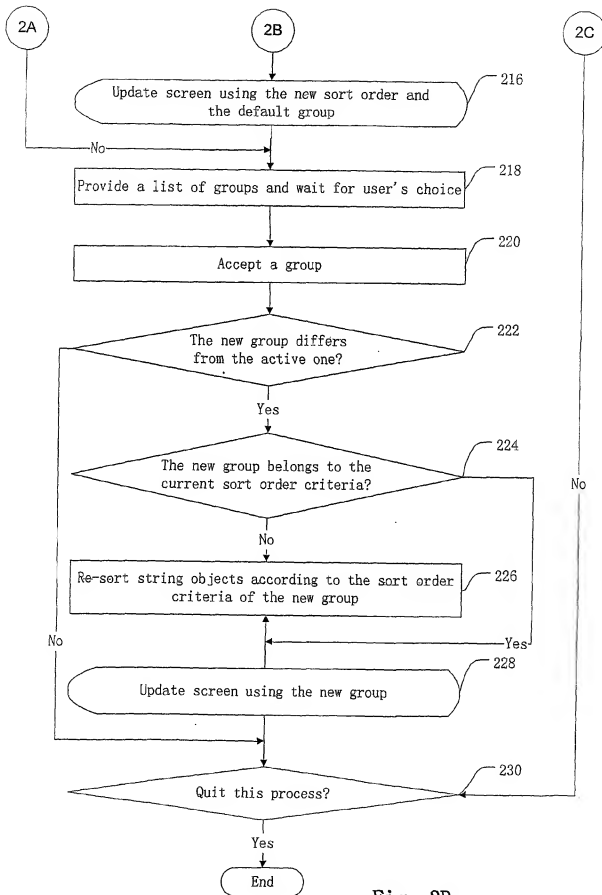 2A
2B
2C
Update screen using the new sort order and
the default group
216
No
218
Provide a list of groups and wait for user's choice
220
Accept a group
222
The new group differs
from the active one?
Yes
224
The new group belongs to the
current sort order criteria?
No
No
Re-sort string objects according to the sort order
criteria of the new group
226
No
Yes
228
Update screen using the new group
230
Quit this process?
Yes
End